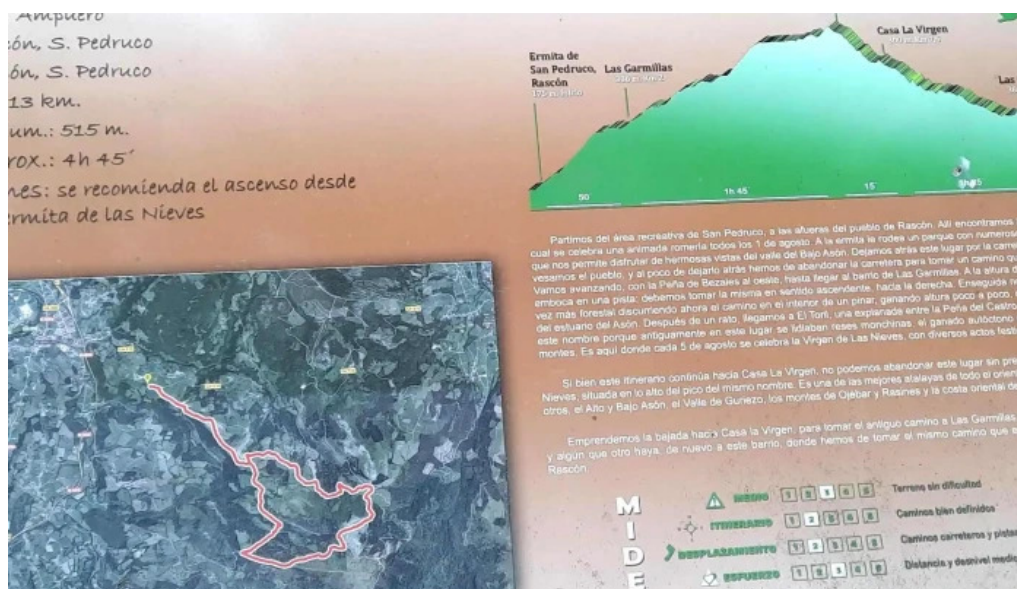 Ampuero
ón, S. Pedruco
ón, S. Pedruco
13 km.
um.: 515 m.
rox.: 4h 45´
nes: se recomienda el ascenso desde
ermita de las Nieves
Ermita de
San Pedruco,
Rascón
Las Garmillas
Casa La Virgen
Las
50´
1h 45´
15´
Partimos del área recreativa de San Pedruco, a las afueras del pueblo de Rascón. Allí encontramos
cual se celebra una animada romería todos los 1 de agosto. A la ermita la rodea un parque con numeroso
que nos permite disfrutar de hermosas vistas del valle del Bajo Asón. Dejamos atrás este lugar por la carre
vesamos el pueblo, y al poco de dejarlo atrás hemos de abandonar la carretera para tomar un camino qu
Vamos avanzando, con la Peña de Bezales al oeste, hasta llegar al barrio de Las Garmillas. A la altura d
emboca en una pista; debemos tomar la misma en sentido ascendente, hacia la derecha. Enseguida
vez más forestal discurriendo ahora el camino en el interior de un pinar, ganando altura poco a poco,
del estuario del Asón. Después de un rato, llegamos a El Toril, una explanada entre la Peña del Castro
este nombre porque antiguamente en este lugar se lidiaban reses monchinas, el ganado autóctono
montes. Es aquí donde cada 5 de agosto se celebra la Virgen de Las Nieves, con diversos actos fest
Si bien este itinerario continúa hacia Casa La Virgen, no podemos abandonar este lugar sin pre
Nieves, situada en lo alto del pico del mismo nombre. Es una de las mejores atalayas de todo el orien
otros, el Alto y Bajo Asón, el Valle de Guriezo, los montes de Ojébar y Rasines y la costa oriental de
Emprendemos la bajada hacia Casa la Virgen, para tomar el antiguo camino a Las Garmillas
y algún que otro haya, de nuevo a este barrio, donde hemos de tomar el mismo camino que
Rascón.
MIDE
MEDIO 1 2 3 4 5 Terreno sin dificultad
ITINERARIO 1 2 3 4 5 Caminos bien definidos
DESPLAZAMIENTO 1 2 3 4 5 Caminos carreteros y pistas
ESFUERZO 1 2 3 4 5 Distancia y desnivel medio